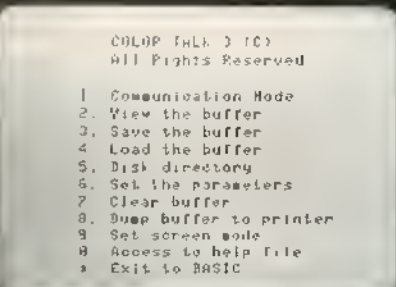 COLOR TALK 3 (C)
All Rights Reserved
1 Communication Mode
2. View the buffer
3. Save the buffer
4 Load the buffer
5. Disk directory
6. Set the parameters
7 Clear buffer
8. Dump buffer to printer
9 Set screen mode
0 Access to help file
* Exit to BASIC